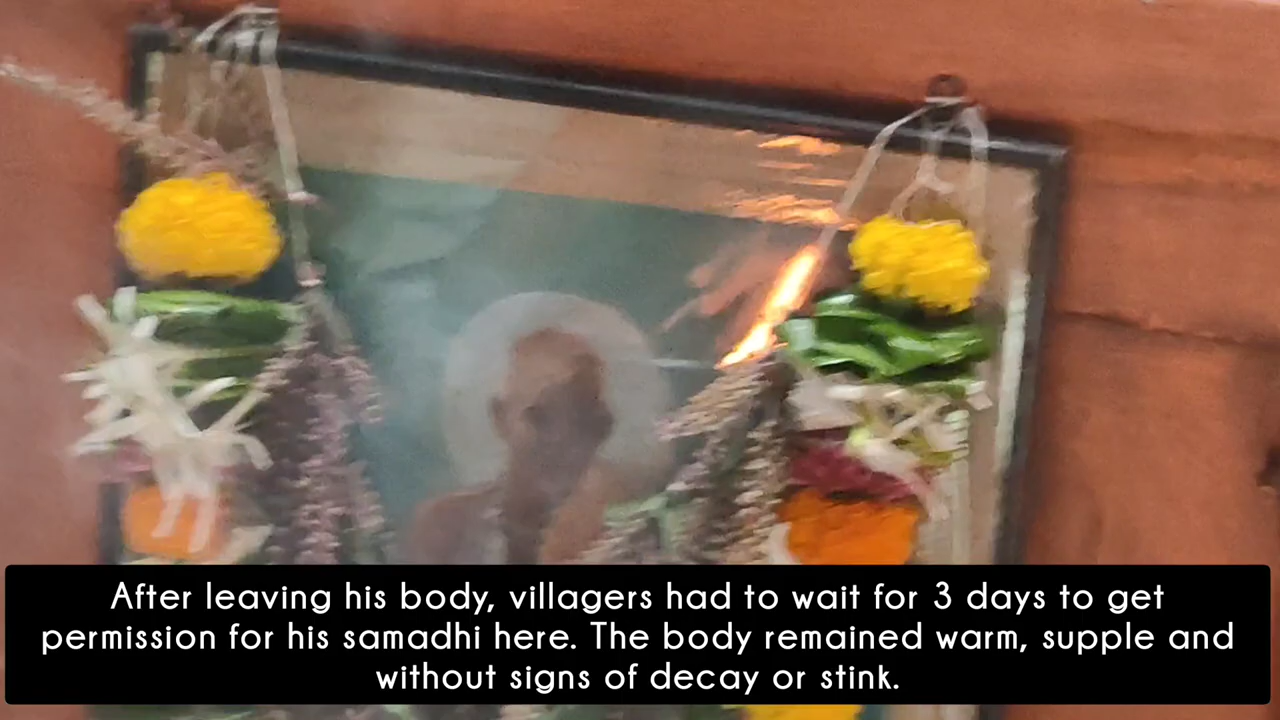 After leaving his body, villagers had to wait for 3 days to get
permission for his samadhi here. The body remained warm, supple and
without signs of decay or stink.